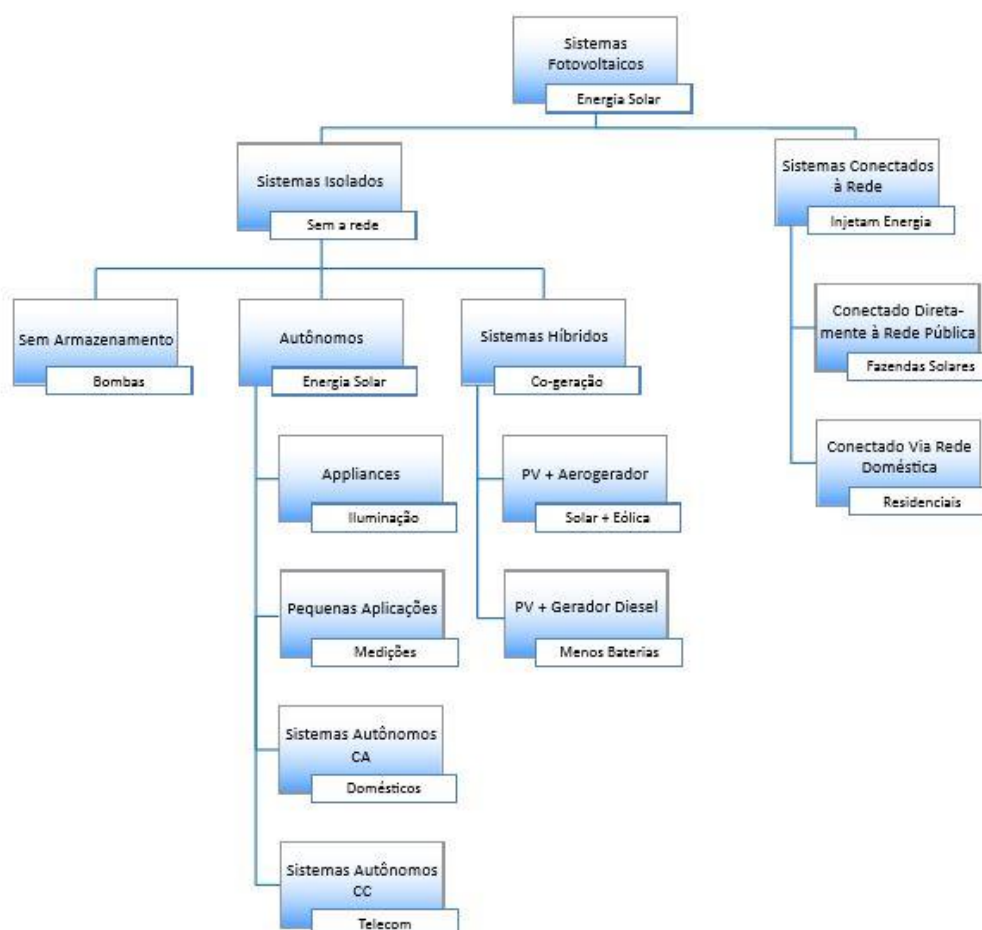 Sistemas
Fotovoltaicos
Energia Solar
Sistemas Isolados
Sem a rede
Sistemas Conectados
à Rede
Injetam Energia
Sem Armazenamento
Bombas
Autônomos
Energia Solar
Sistemas Híbridos
Co-geração
Conectado Direta-
mente à Rede Pública
Fazendas Solares
Appliances
Iluminação
PV + Aerogerador
Solar + Eólica
Conectado Via Rede
Doméstica
Residenciais
Pequenas Aplicações
Medições
PV + Gerador Diesel
Menos Baterias
Sistemas Autônomos
CA
Domésticos
Sistemas Autônomos
CC
Telecom